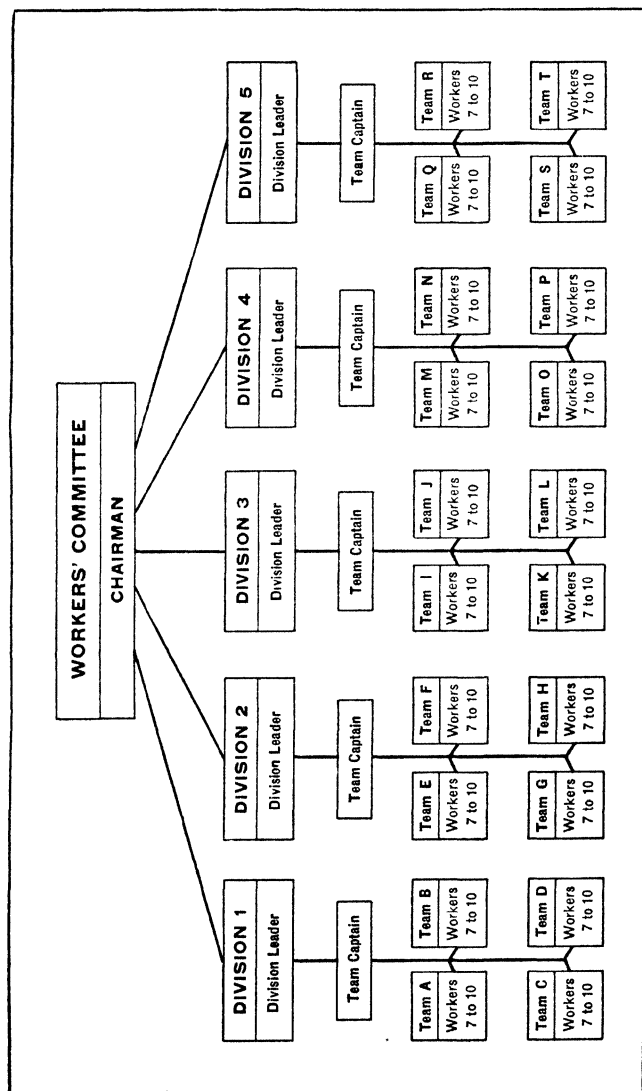 WORKERS' COMMITTEE
CHAIRMAN
DIVISION 1
Division Leader
DIVISION 2
Division Leader
DIVISION 3
Division Leader
DIVISION 4
Division Leader
DIVISION 5
Division Leader
Team Captain
Team Captain
Team Captain
Team Captain
Team Captain
Team A
Workers
7 to 10
Team B
Workers
7 to 10
Team E
Workers
7 to 10
Team F
Workers
7 to 10
Team I
Workers
7 to 10
Team J
Workers
7 to 10
Team M
Workers
7 to 10
Team N
Workers
7 to 10
Team Q
Workers
7 to 10
Team R
Workers
7 to 10
Team C
Workers
7 to 10
Team D
Workers
7 to 10
Team G
Workers
7 to 10
Team H
Workers
7 to 10
Team K
Workers
7 to 10
Team L
Workers
7 to 10
Team O
Workers
7 to 10
Team P
Workers
7 to 10
Team S
Workers
7 to 10
Team T
Workers
7 to 10